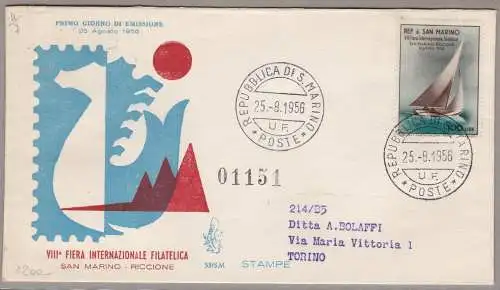 PRIMO GIORNO DI EMISSIONE
25 Agosto 1956
REPUBBLICA DI S. MARINO
25.-8.1956
U.F.
* POSTE *
REP. di SAN MARINO
100 LIRE
REPUBBLICA DI S. MARINO
25.-8.1956
U.F.
* POSTE *
01151
214/B5
Ditta A.BOLAFFI
Via Maria Vittoria 1
TORINO
VIIIª FIERA INTERNAZIONALE FILATELICA
SAN MARINO - RICCIONE
STAMPE
1200